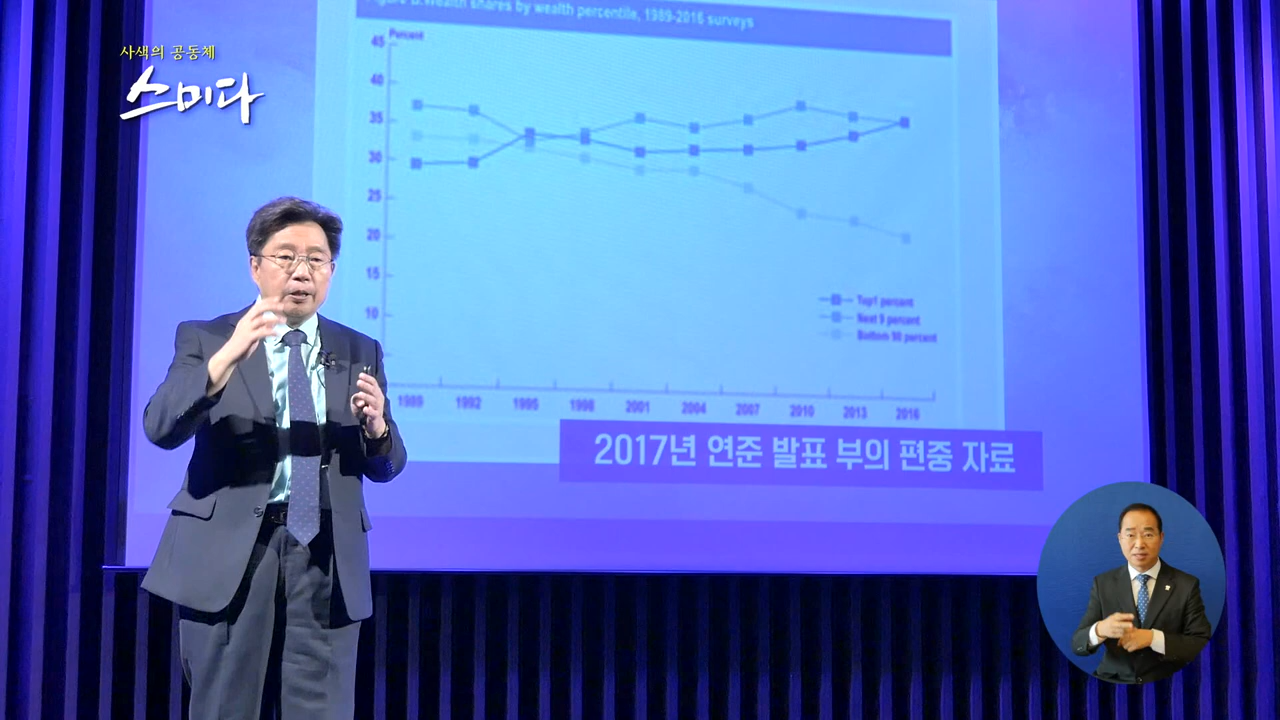 사색의 공동체
스미다
Figure B.Wealth shares by wealth percentile, 1989-2016 surveys
Percent
45
40
35
30
25
20
15
10
Top1 percent
Next 9 percent
Bottom 90 percent
1989 1992 1995 1998 2001 2004 2007 2010 2013 2016
2017년 연준 발표 부의 편중 자료